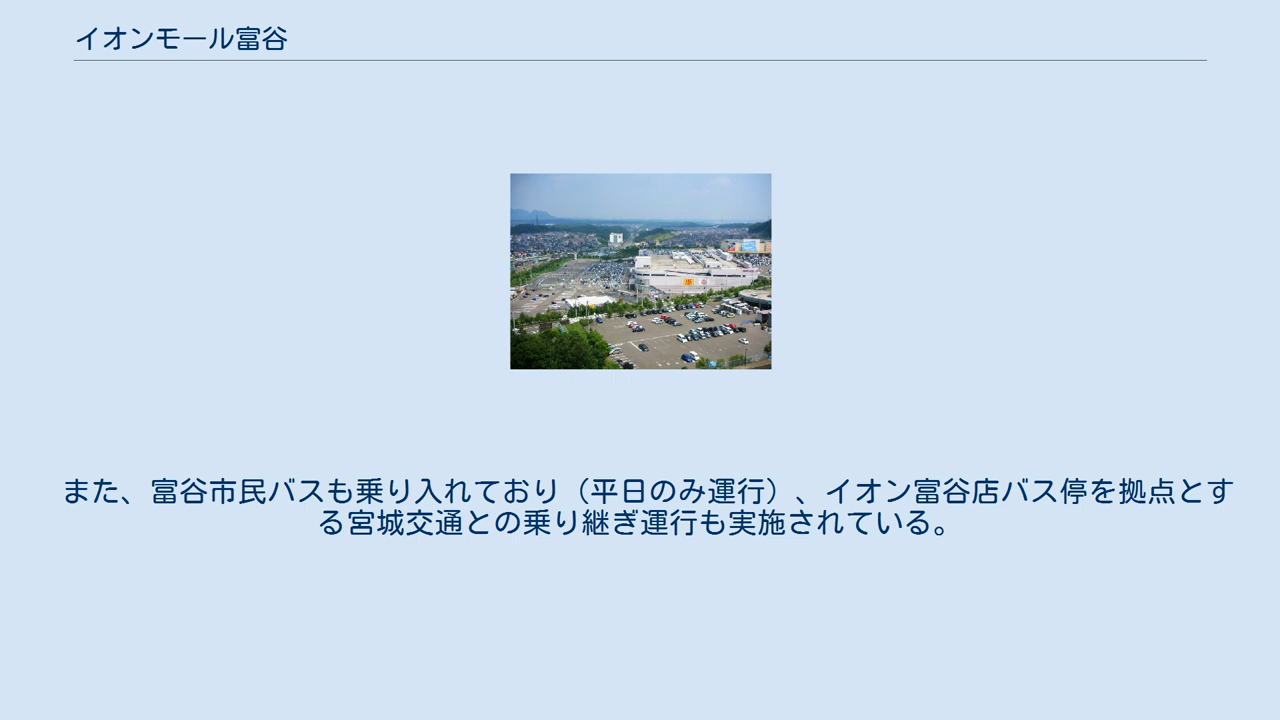 イオンモール富谷
また、富谷市民バスも乗り入れており（平日のみ運行）、イオン富谷店バス停を拠点とす
る宮城交通との乗り継ぎ運行も実施されている。